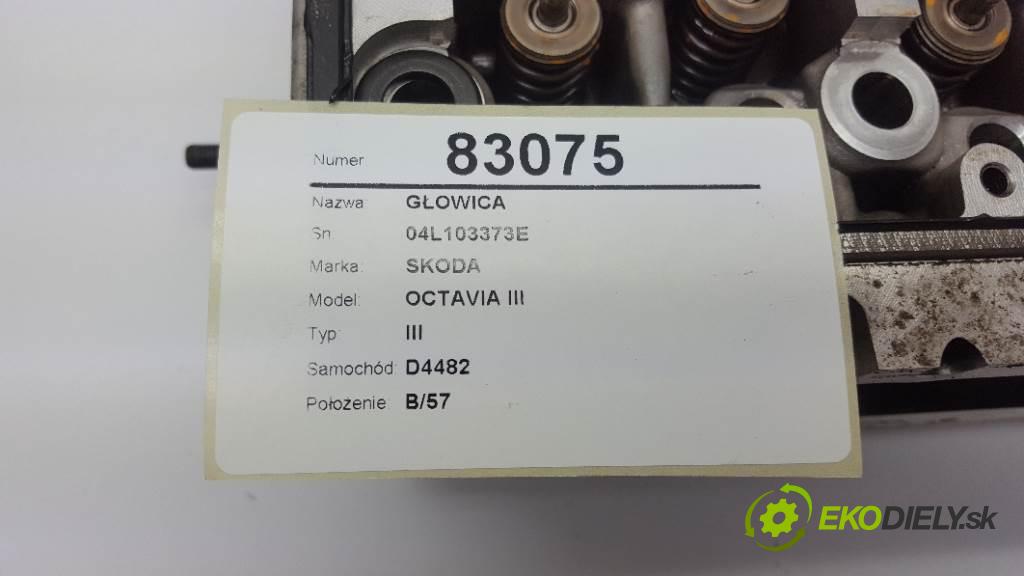 Numer 83075
Nazwa: GŁOWICA
Sn: 04L103373E
Marka: SKODA
Model: OCTAVIA III
Typ: III
Samochód: D4482
Położenie: B/57
EKODIELY.sk